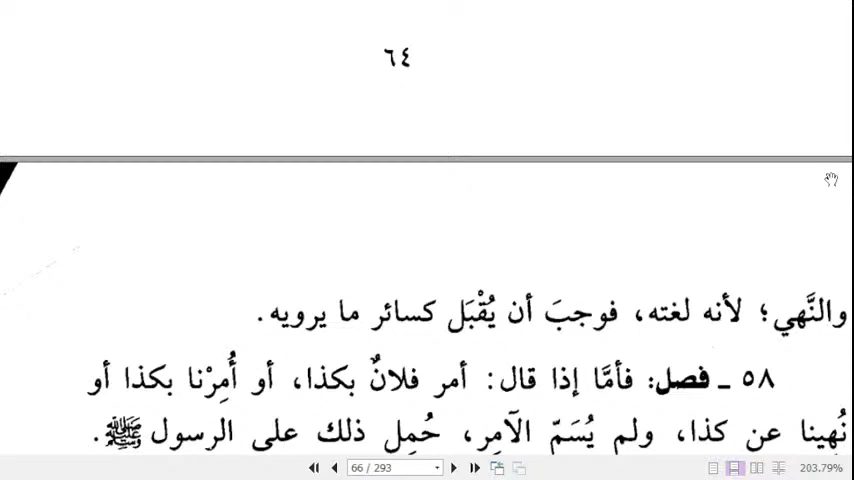 ٦٤
والنَّهي؛ لأنه لغته، فوجبَ أن يُقْبَل كسائر ما يرويه.
٥٨ ـ فصل: فأمَّا إذا قال: أمر فلانٌ بكذا، أو أُمِرْنا بكذا أو
نُهِينا عن كذا، ولم يُسَمّ الآمِر، حُمِل ذلك على الرسول ﷺ.
66 / 293
203.79%